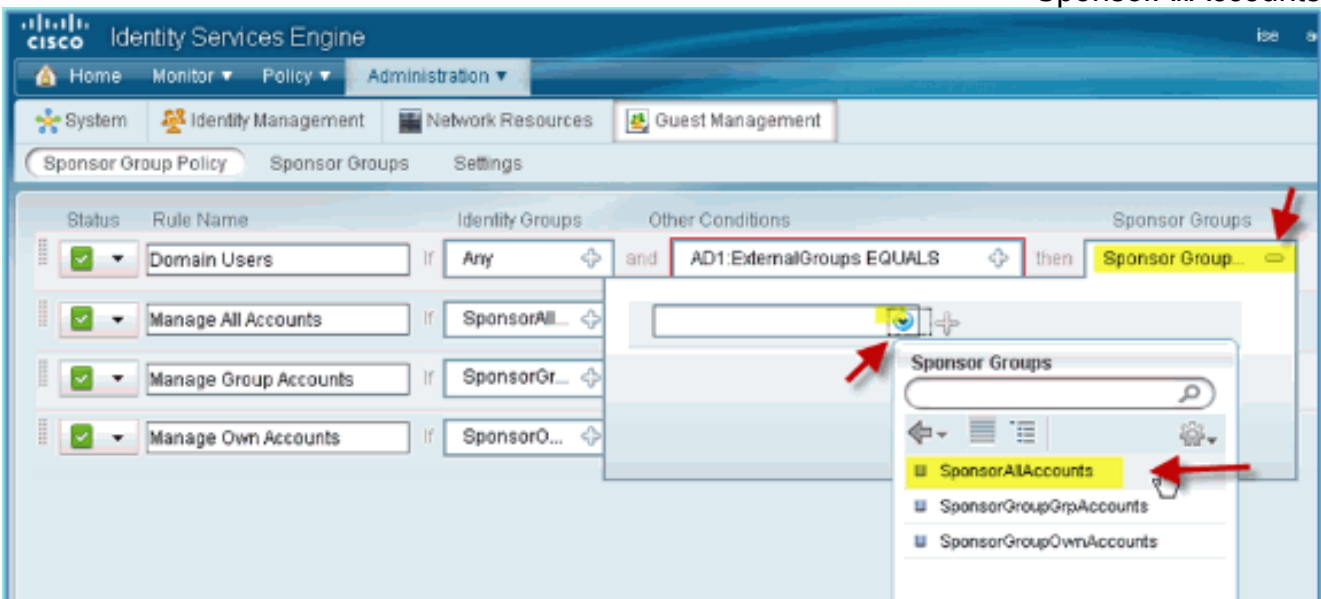 SponsorAllAccounts
cisco Identity Services Engine ise
Home Monitor Policy Administration
System Identity Management Network Resources Guest Management
Sponsor Group Policy Sponsor Groups Settings
Status Rule Name Identity Groups Other Conditions Sponsor Groups
Domain Users If Any and AD1:ExternalGroups EQUALS then Sponsor Group...
Manage All Accounts If SponsorAll...
Sponsor Groups
Manage Group Accounts If SponsorGr...
Manage Own Accounts If SponsorO...
SponsorAllAccounts
SponsorGroupGrpAccounts
SponsorGroupOwnAccounts